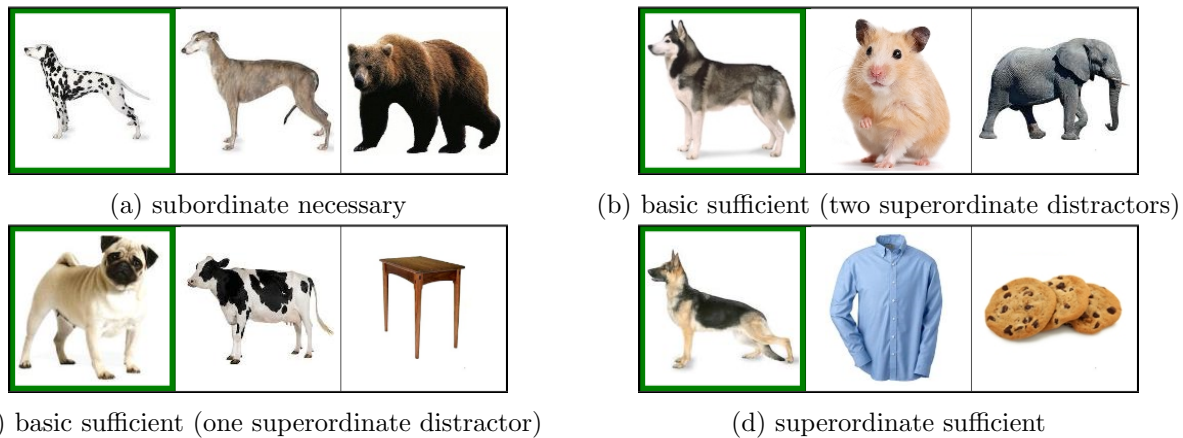 (a) subordinate necessary
(b) basic sufficient (two superordinate distractors)
) basic sufficient (one superordinate distractor)
(d) superordinate sufficient